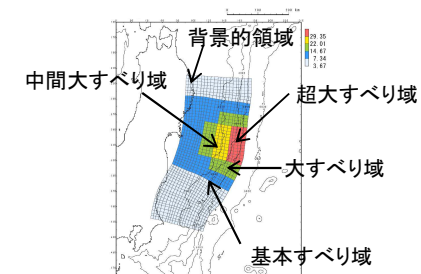 背景的領域
29.35
22.01
14.67
7.34
3.67
中間大すべり域
超大すべり域
大すべり域
基本すべり域